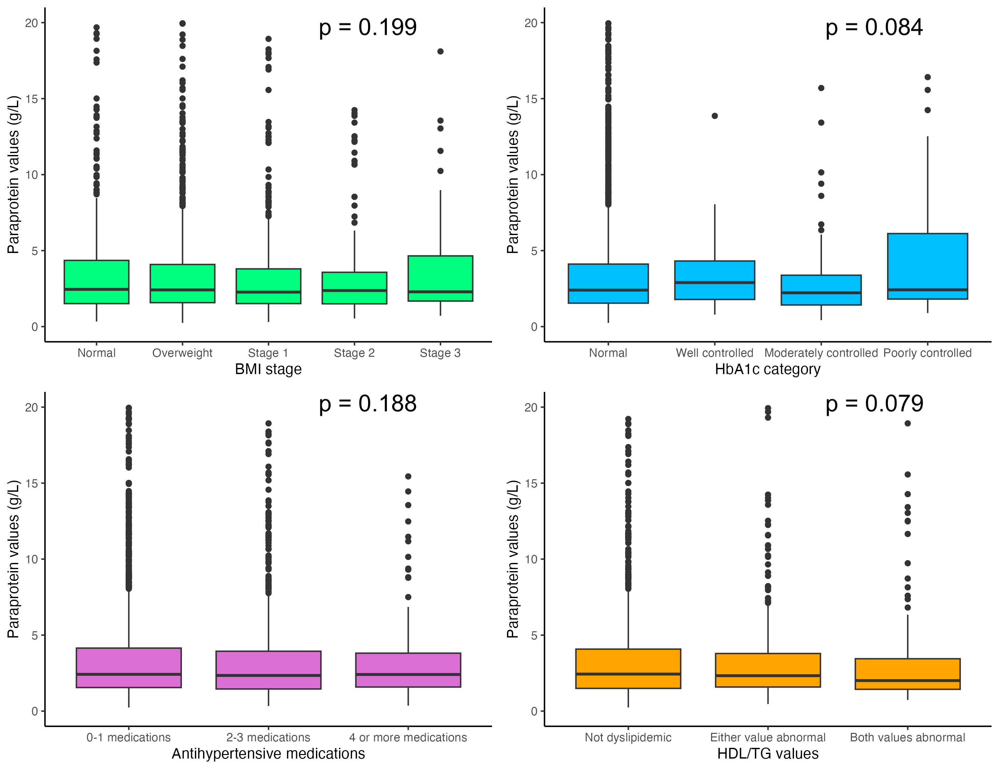 p = 0.199
Paraprotein values (g/L)
20
15
10
5
0
Normal Overweight Stage 1 Stage 2 Stage 3
BMI stage
p = 0.084
Paraprotein values (g/L)
20
15
10
5
0
Normal Well controlled Moderately controlled Poorly controlled
HbA1c category
p = 0.188
Paraprotein values (g/L)
20
15
10
5
0
0-1 medications 2-3 medications 4 or more medications
Antihypertensive medications
p = 0.079
Paraprotein values (g/L)
20
15
10
5
0
Not dyslipidemic Either value abnormal Both values abnormal
HDL/TG values